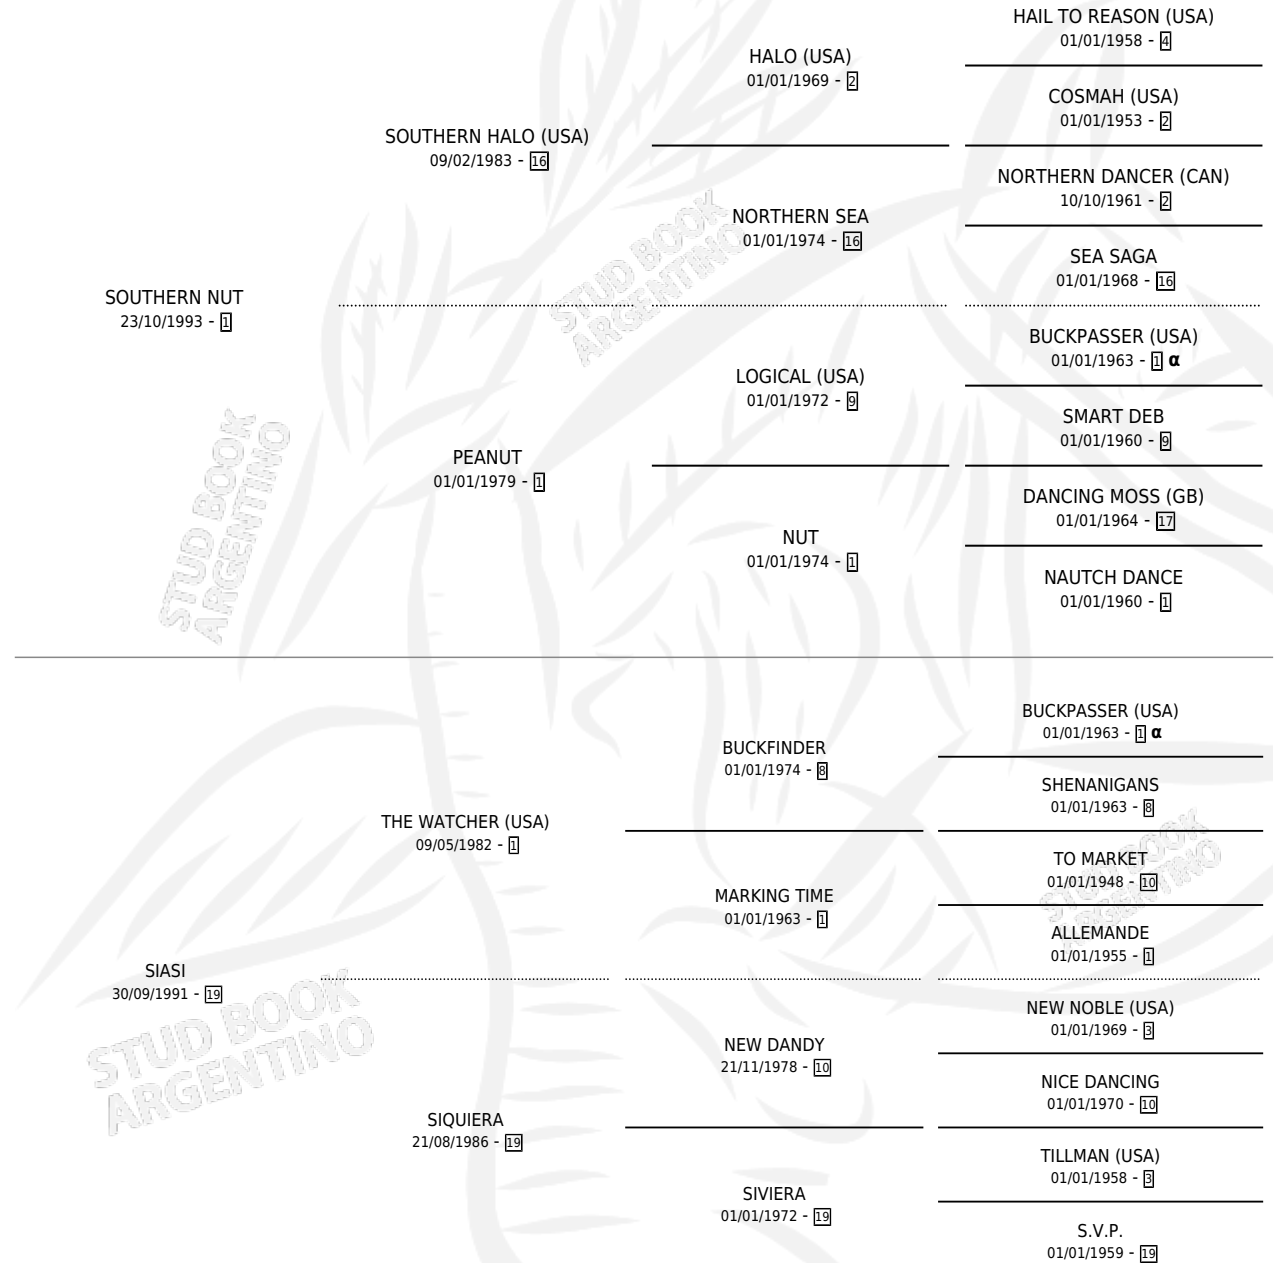 HAIL TO REASON (USA)
01/01/1958 - 4
HALO (USA)
01/01/1969 - 2
COSMAH (USA)
01/01/1953 - 2
SOUTHERN HALO (USA)
09/02/1983 - 16
NORTHERN DANCER (CAN)
10/10/1961 - 2
NORTHERN SEA
01/01/1974 - 16
SEA SAGA
01/01/1968 - 16
SOUTHERN NUT
23/10/1993 - 1
BUCKPASSER (USA)
01/01/1963 - 1 α
LOGICAL (USA)
01/01/1972 - 9
SMART DEB
01/01/1960 - 9
PEANUT
01/01/1979 - 1
DANCING MOSS (GB)
01/01/1964 - 17
NUT
01/01/1974 - 1
NAUTCH DANCE
01/01/1960 - 1
BUCKPASSER (USA)
01/01/1963 - 1 α
BUCKFINDER
01/01/1974 - 8
SHENANIGANS
01/01/1963 - 8
THE WATCHER (USA)
09/05/1982 - 1
TO MARKET
01/01/1948 - 10
MARKING TIME
01/01/1963 - 1
ALLEMANDE
01/01/1955 - 1
SIASI
30/09/1991 - 19
NEW NOBLE (USA)
01/01/1969 - 3
NEW DANDY
21/11/1978 - 10
NICE DANCING
01/01/1970 - 10
SIQUIERA
21/08/1986 - 19
TILLMAN (USA)
01/01/1958 - 3
SIVIERA
01/01/1972 - 19
S.V.P.
01/01/1959 - 19
STUD BOOK
ARGENTINO
STUD BOOK
ARGENTINO
STUD BOOK
ARGENTINO
STUD BOOK
ARGENTINO